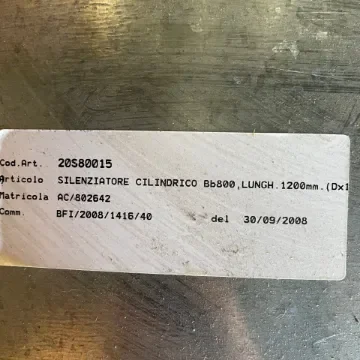 Cod.Art. 20S80015
Articolo SILENZIATORE CILINDRICO Bb800,LUNGH.1200mm.(Dx1
Matricola AC/802642
Comm. BFI/2008/1416/40 del 30/09/2008